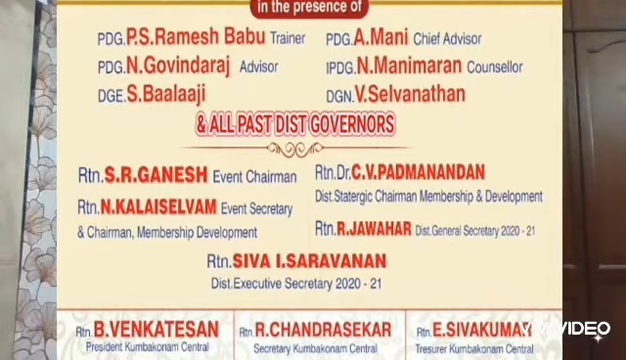 in the presence of
PDG.P.S.Ramesh Babu Trainer
PDG.A.Mani Chief Advisor
PDG.N.Govindaraj Advisor
IPDG.N.Manimaran Counsellor
DGE.S.Baalaaji
DGN.V.Selvanathan
& ALL PAST DIST GOVERNORS
Rtn.S.R.GANESH Event Chairman
Rtn.N.KALAISELVAM Event Secretary
& Chairman, Membership Development
Rtn.Dr.C.V.PADMANANDAN
Dist.Statergic Chairman Membership & Development
Rtn.R.JAWAHAR Dist.General Secretary 2020 - 21
Rtn.SIVA I.SARAVANAN
Dist.Executive Secretary 2020 - 21
Rtn.B.VENKATESAN
President Kumbakonam Central
Rtn.R.CHANDRASEKAR
Secretary Kumbakonam Central
Rtn.E.SIVAKUMAR
Tresurer Kumbakonam Central
VIDEO